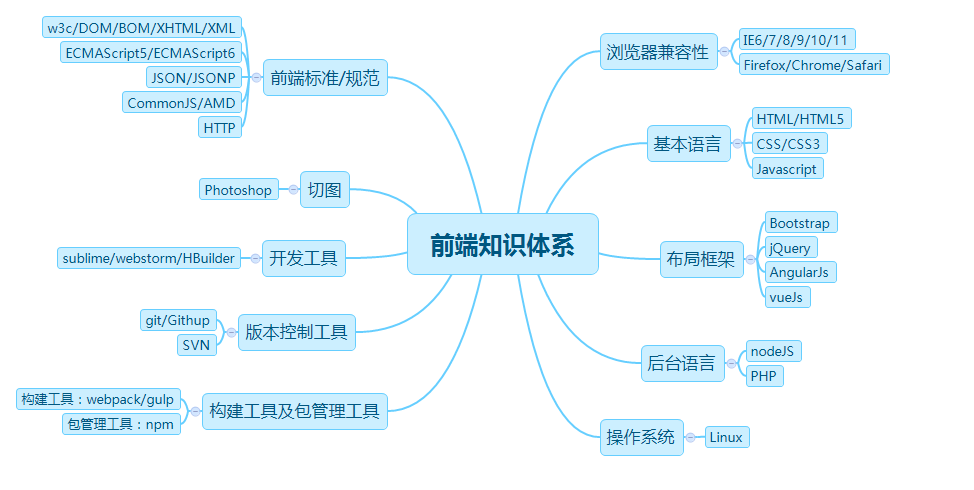 前端知识体系
前端标准/规范
w3c/DOM/BOM/XHTML/XML
ECMAScript5/ECMAScript6
JSON/JSONP
CommonJS/AMD
HTTP
切图
Photoshop
开发工具
sublime/webstorm/HBuilder
版本控制工具
git/Githup
SVN
构建工具及包管理工具
构建工具：webpack/gulp
包管理工具：npm
浏览器兼容性
IE6/7/8/9/10/11
Firefox/Chrome/Safari
基本语言
HTML/HTML5
CSS/CSS3
Javascript
布局框架
Bootstrap
jQuery
AngularJs
vueJs
后台语言
nodeJS
PHP
操作系统
Linux